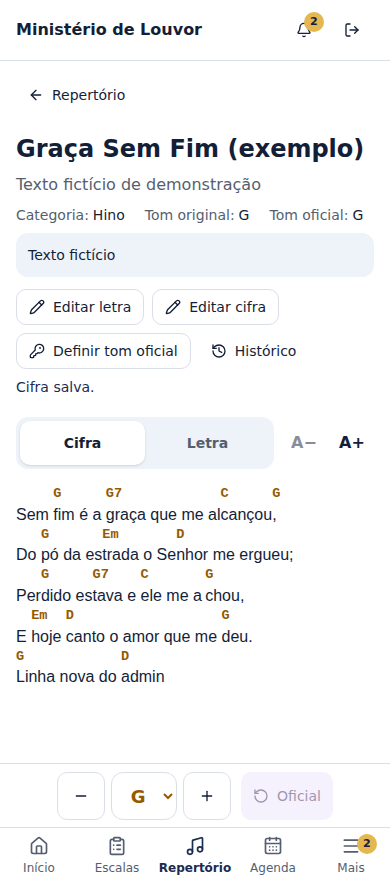 Ministério de Louvor
2
Repertório
Graça Sem Fim (exemplo)
Texto fictício de demonstração
Categoria: Hino Tom original: G Tom oficial: G
Texto fictício
Editar letra Editar cifra
Definir tom oficial Histórico
Cifra salva.
Cifra Letra A− A+
G G7 C G
Sem fim é a graça que me alcançou,
G Em D
Do pó da estrada o Senhor me ergueu;
G G7 C G
Perdido estava e ele me a chou,
Em D G
E hoje canto o amor que me deu.
G D
Linha nova do admin
− G + Oficial
2
Início Escalas Repertório Agenda Mais